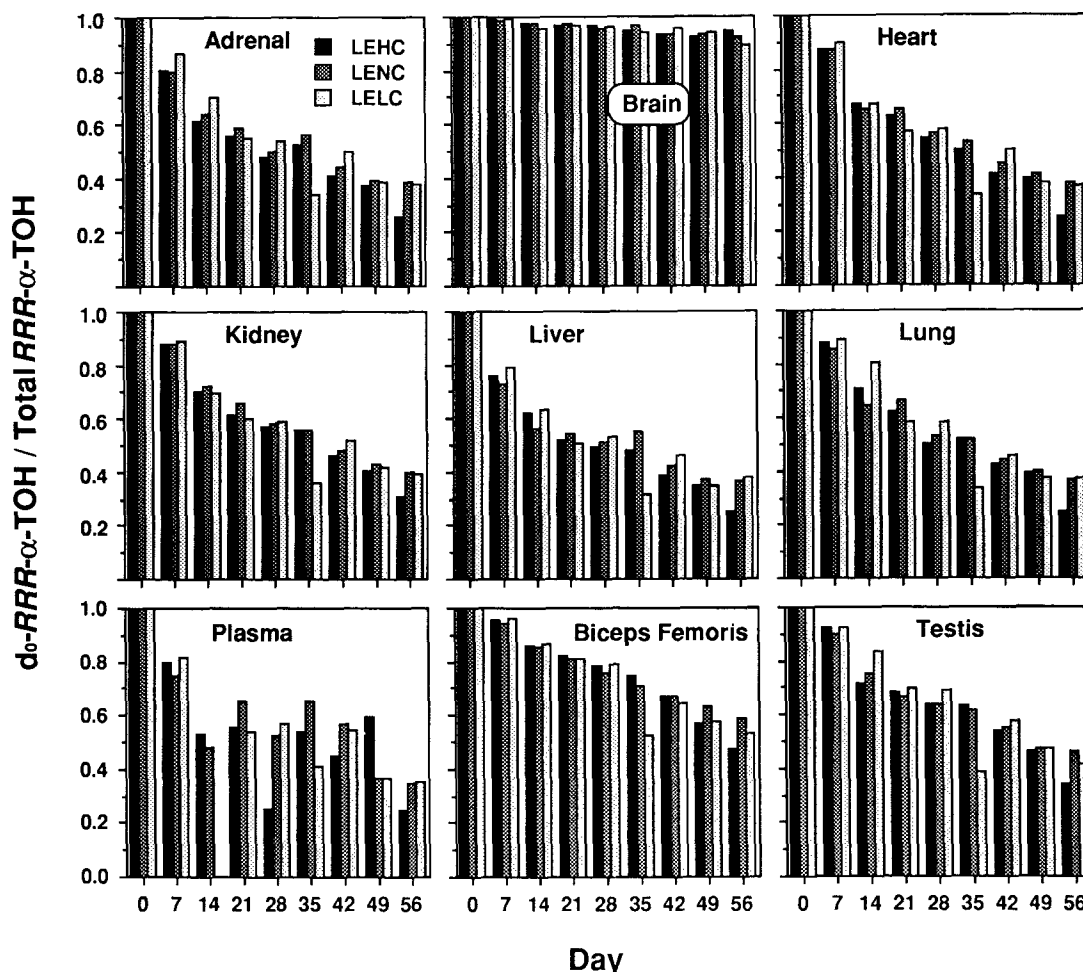 d₀-RRR-α-TOH / Total RRR-α-TOH
Adrenal
LEHC
LENC
LELC
Brain
Heart
1.0
0.8
0.6
0.4
0.2
Kidney
Liver
Lung
1.0
0.8
0.6
0.4
0.2
Plasma
Biceps Femoris
Testis
1.0
0.8
0.6
0.4
0.2
0.0
0 7 14 21 28 35 42 49 56
0 7 14 21 28 35 42 49 56
0 7 14 21 28 35 42 49 56
Day